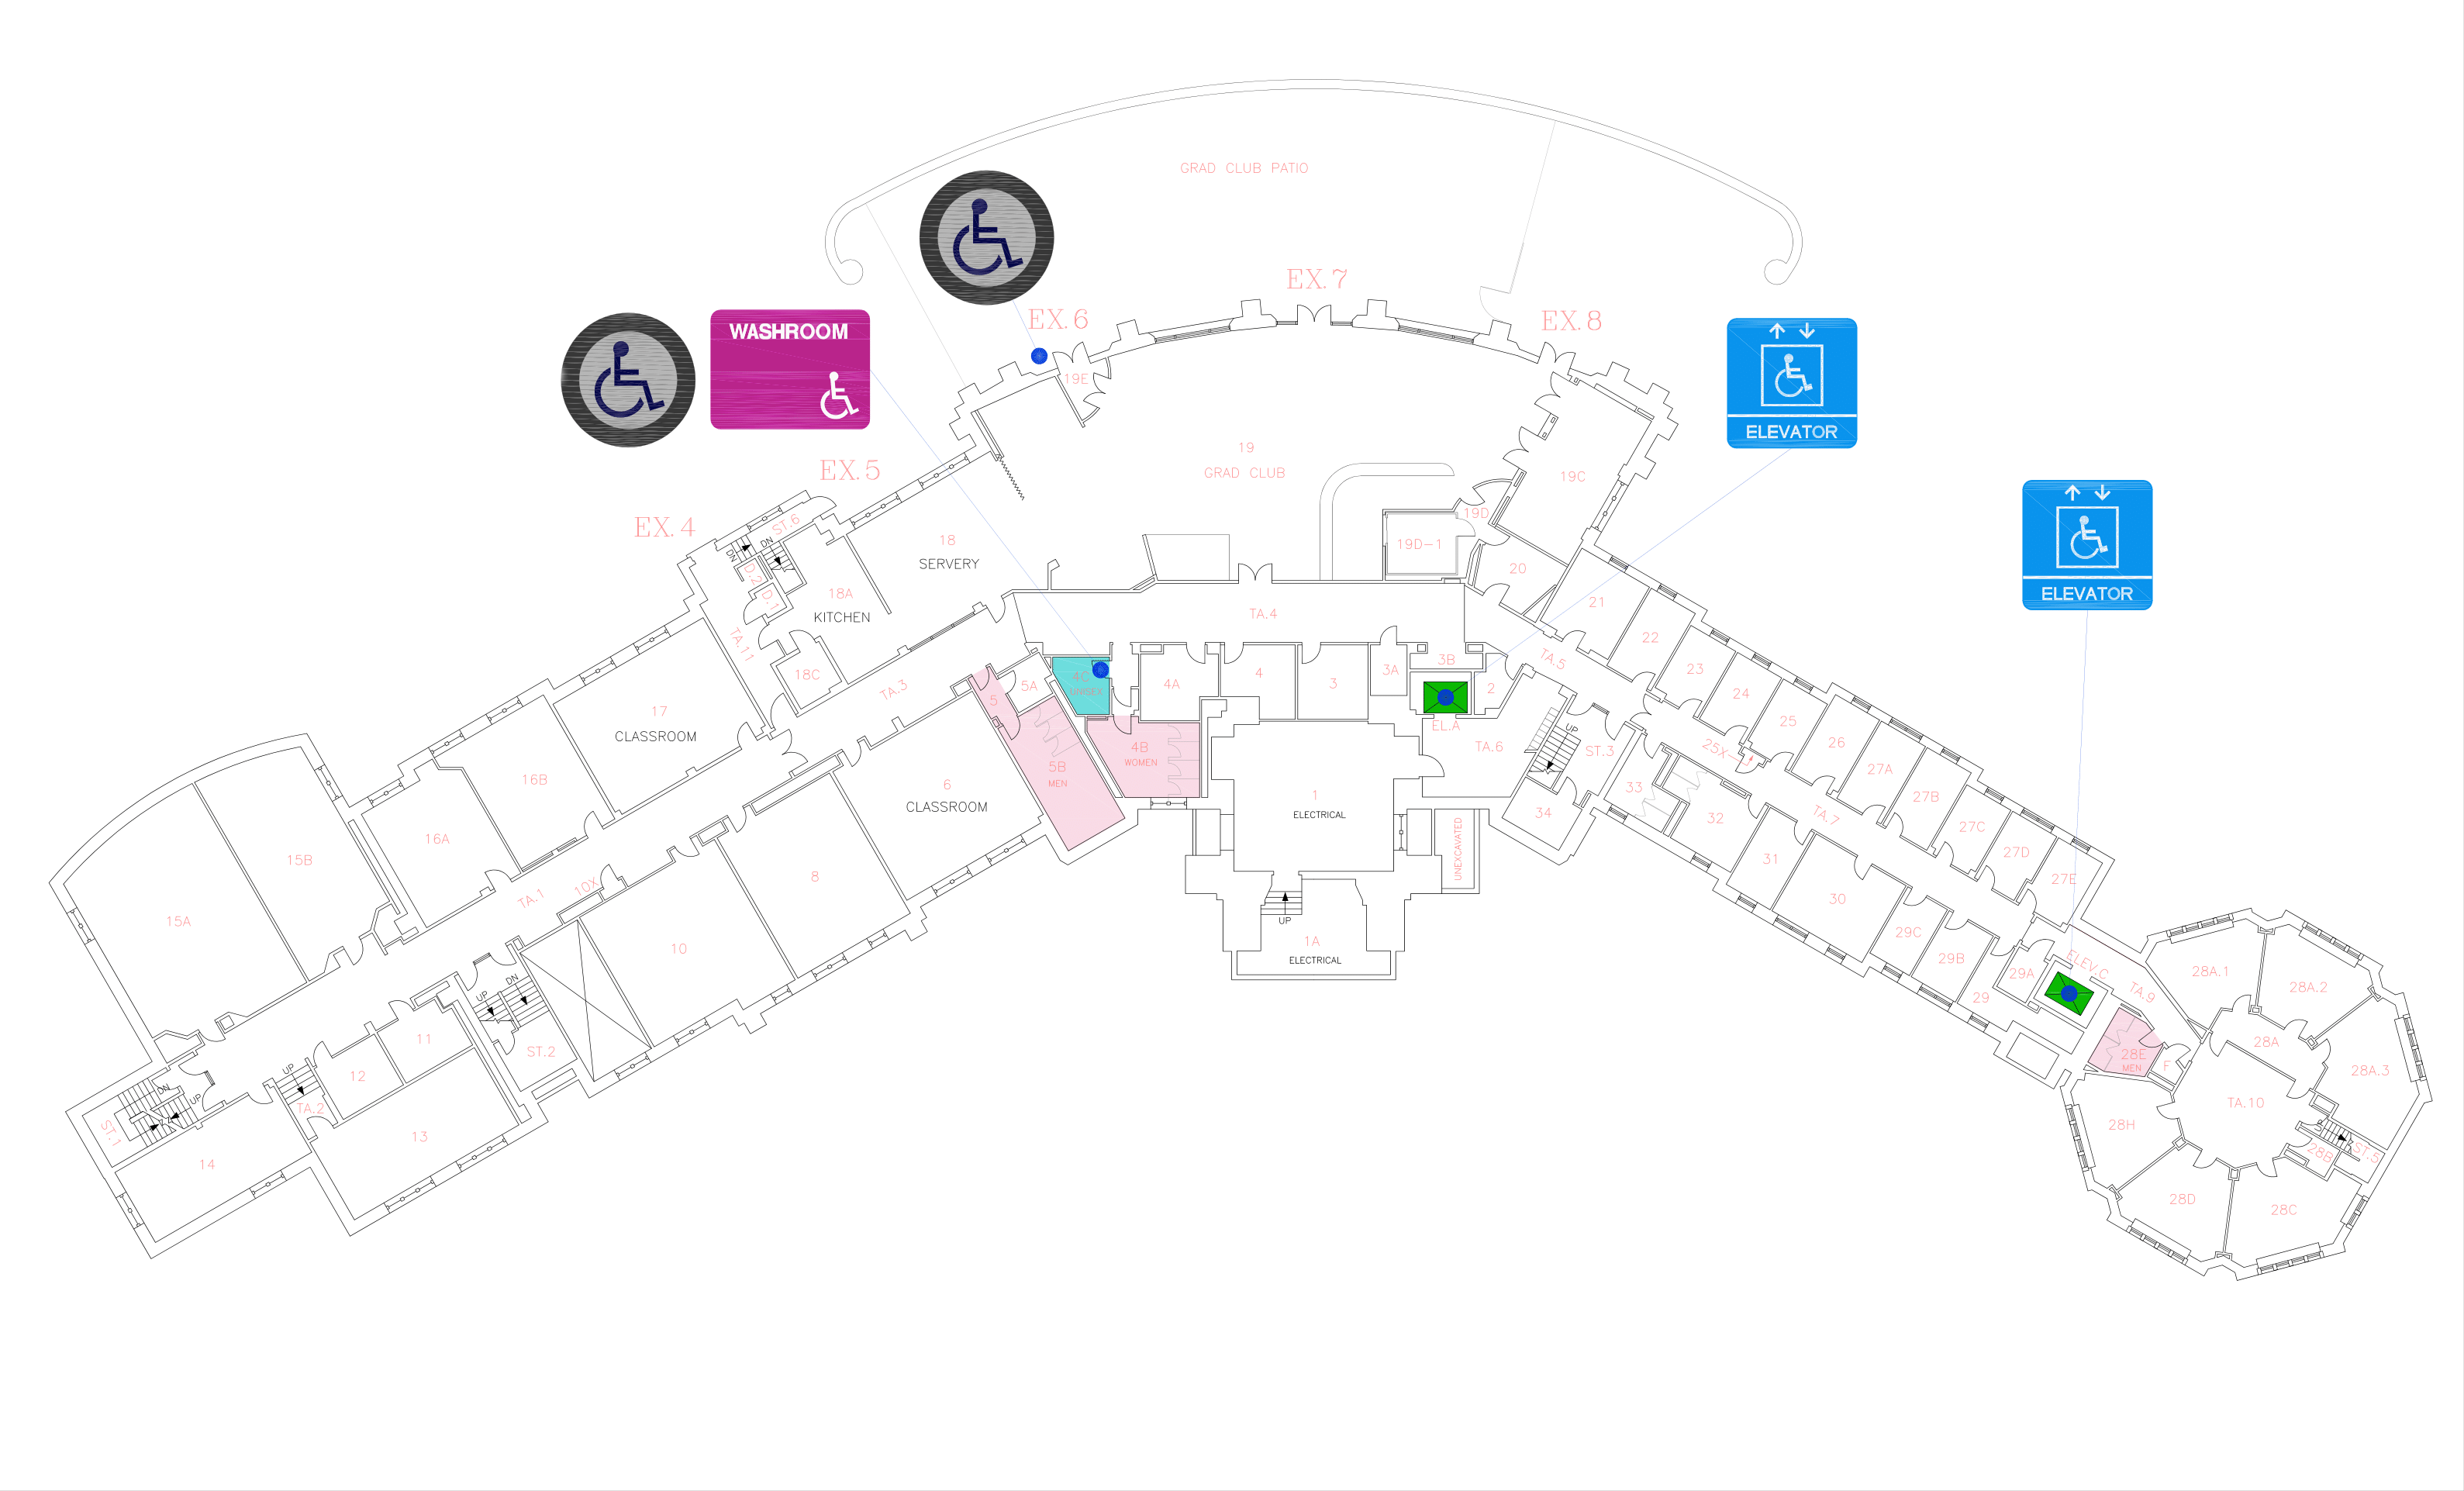 GRAD CLUB PATIO
EX.7
EX.6
EX.8
WASHROOM
ELEVATOR
19E
19
GRAD CLUB
EX.5
19C
EX.4
ST.6
19D
DN
DN
18
SERVERY
19D-1
ELEVATOR
D.2
D.1
18A
KITCHEN
20
21
TA.4
TA.11
22
TA.5
3B
18C
TA.3
5
5A
4C
UNISEX
4A
4
3
3A
2
23
24
EL.A
17
CLASSROOM
25
UP
ST.3
TA.6
25X-1
26
4B
WOMEN
5B
MEN
16B
27A
6
CLASSROOM
33
27B
1
ELECTRICAL
34
32
TA.7
27C
16A
UNEXCAVATED
15B
31
27D
8
10X
TA.1
30
27E
15A
UP
29C
1A
ELECTRICAL
10
29B
29A
ELEV.C
28A.1
TA.9
28A.2
29
DN
UP
ST.2
11
28A
28E
MEN
F
28A.3
UP
12
DN
UP
TA.2
TA.10
ST.1
13
28H
UP
28B
ST.5
14
28D
28C